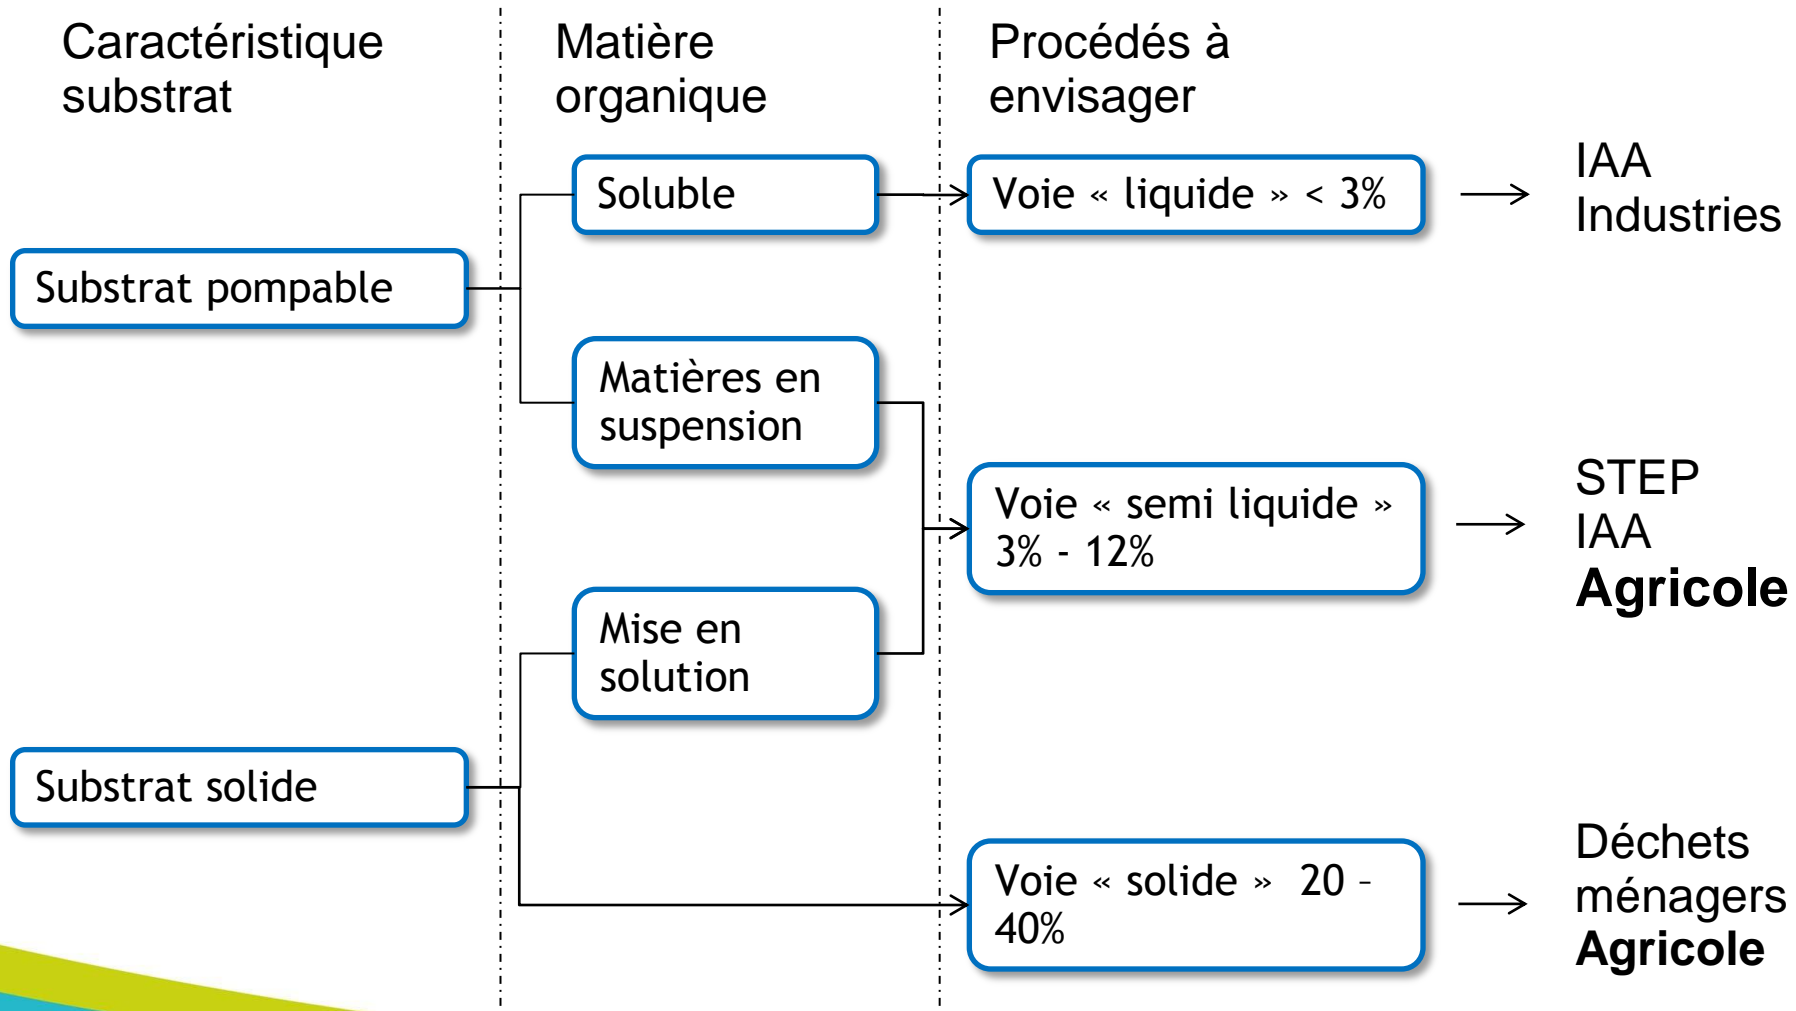 Caractéristique
substrat
Matière
organique
Procédés à
envisager
Soluble
Voie « liquide » < 3%
IAA
Industries
Substrat pompable
Matières en
suspension
Voie « semi liquide »
3% - 12%
STEP
IAA
Agricole
Mise en
solution
Substrat solide
Voie « solide »  20 –
40%
Déchets
ménagers
Agricole